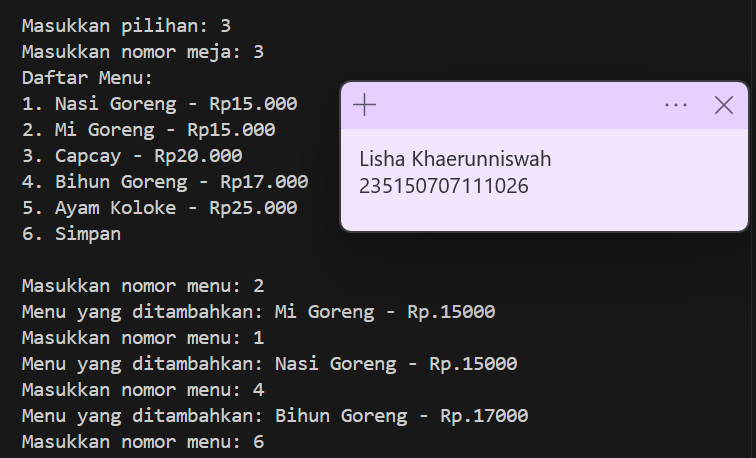 Masukkan pilihan: 3
Masukkan nomor meja: 3
Daftar Menu:
1. Nasi Goreng - Rp15.000
2. Mi Goreng - Rp15.000
3. Capcay - Rp20.000
4. Bihun Goreng - Rp17.000
5. Ayam Koloke - Rp25.000
6. Simpan
Lisha Khaerunniswah
235150707111026
Masukkan nomor menu: 2
Menu yang ditambahkan: Mi Goreng - Rp.15000
Masukkan nomor menu: 1
Menu yang ditambahkan: Nasi Goreng - Rp.15000
Masukkan nomor menu: 4
Menu yang ditambahkan: Bihun Goreng - Rp.17000
Masukkan nomor menu: 6